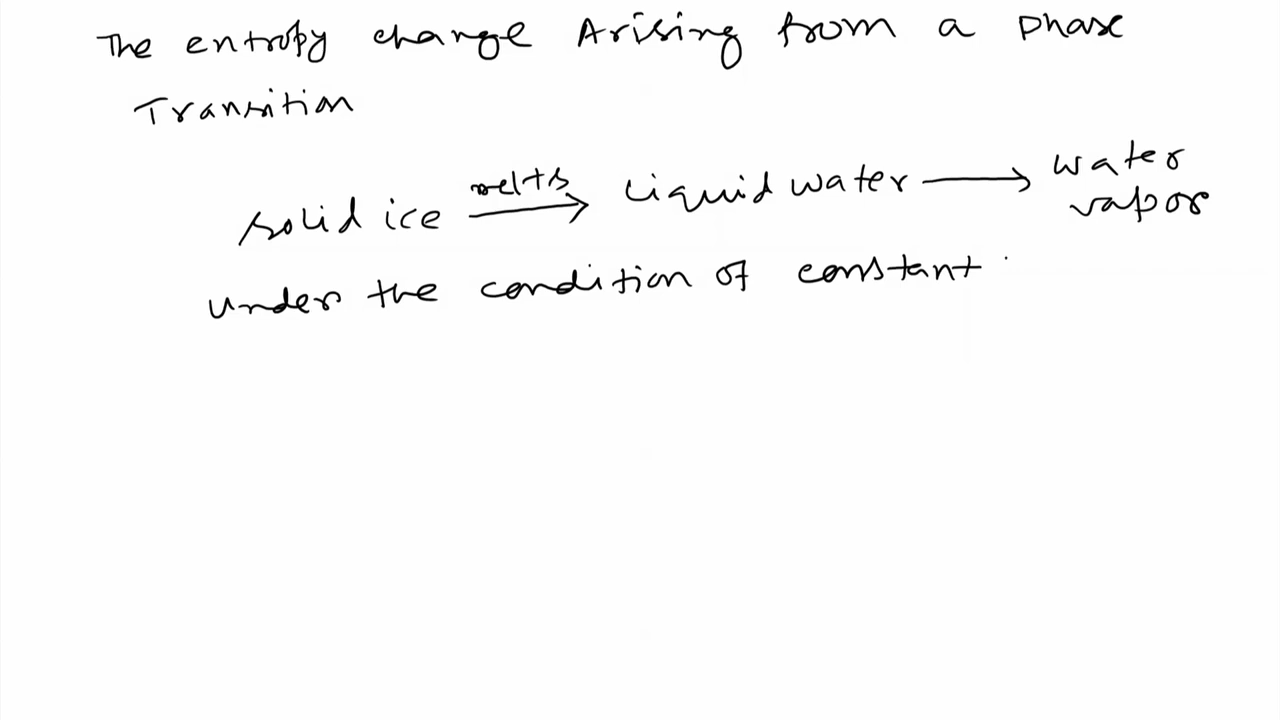 The entropy change Arising from a phase
Transition
solid ice melts → liquid water → water vapor
under the condition of constant